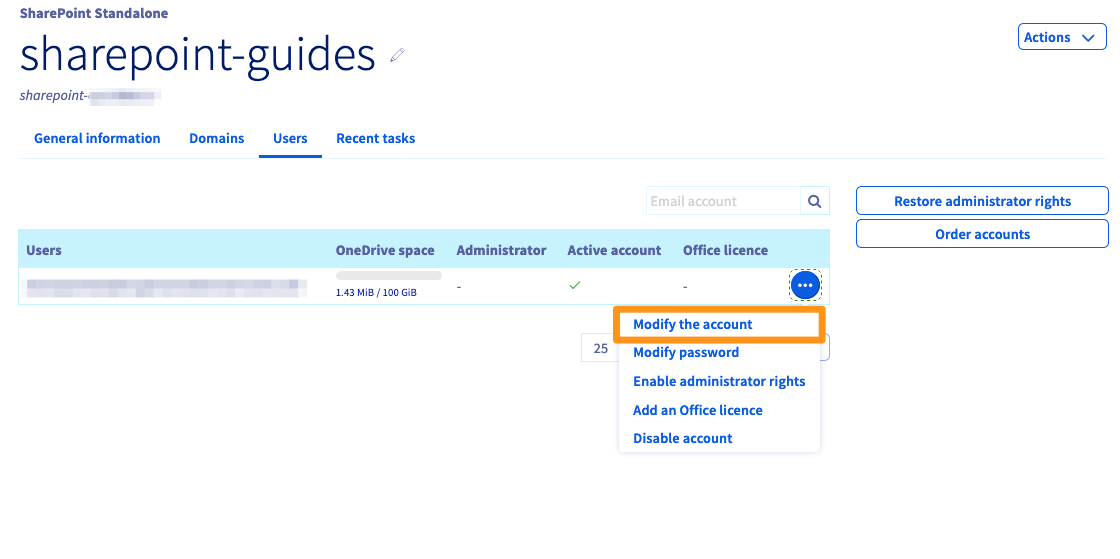 SharePoint Standalone
sharepoint-guides
Actions
sharepoint-
General information Domains Users Recent tasks
Email account
Restore administrator rights
Order accounts
Users OneDrive space Administrator Active account Office licence
1.43 MiB / 100 GiB - -
Modify the account
25
Modify password
Enable administrator rights
Add an Office licence
Disable account